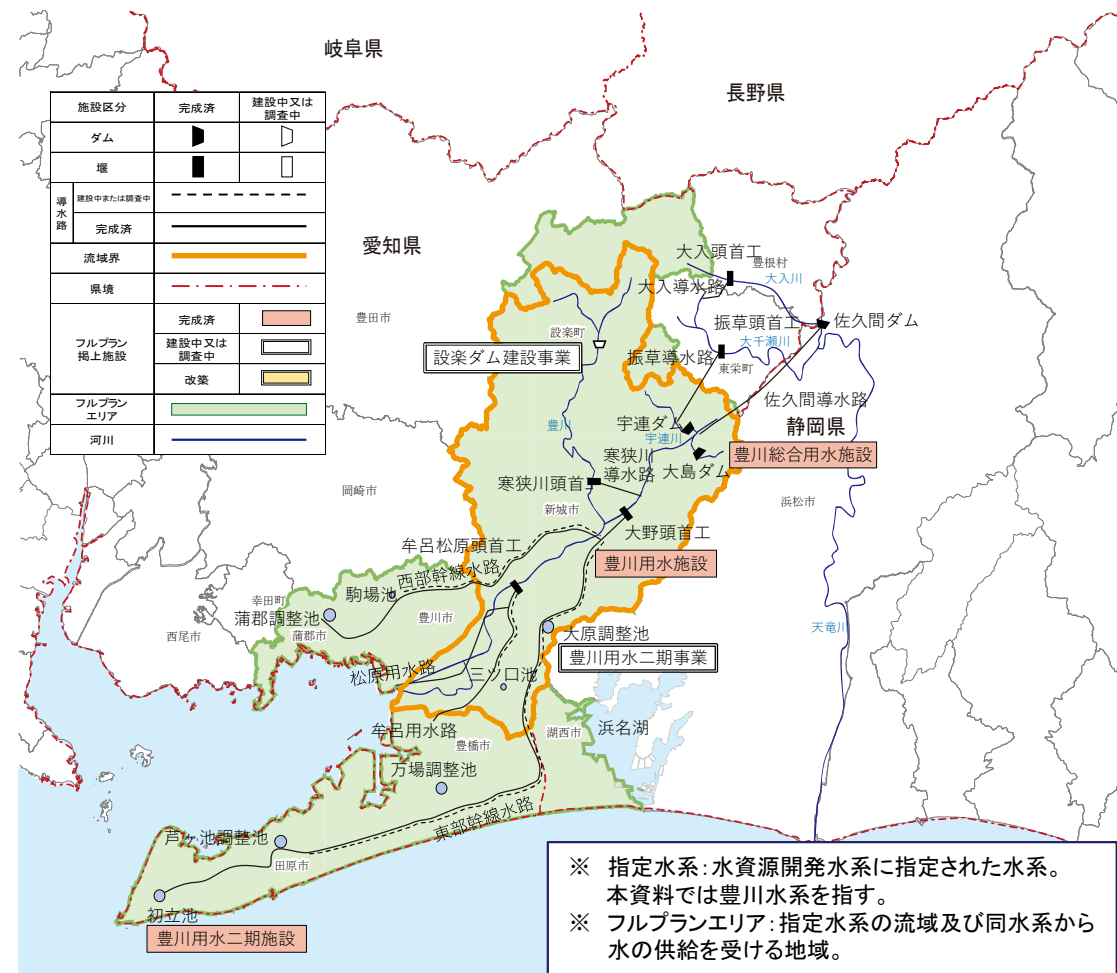 岐阜県
長野県
施設区分
完成済
建設中又は
調査中
ダム
堰
導水路
建設中または調査中
完成済
流域界
県境
フルプラン
掲上施設
完成済
建設中又は
調査中
改築
フルプラン
エリア
河川
愛知県
豊田市
大入頭首工
豊根村
大入川
大入導水路
振草頭首工
佐久間ダム
設楽町
大千瀬川
設楽ダム建設事業
振草導水路
東栄町
佐久間導水路
静岡県
豊川
宇連ダム
宇連川
寒狭川
導水路
大島ダム
豊川総合用水施設
寒狭川頭首工
岡崎市
新城市
浜松市
大野頭首工
牟呂松原頭首工
豊川用水施設
西部幹線水路
駒場池
幸田町
蒲郡調整池
豊川市
西尾市
蒲郡市
大原調整池
天竜川
豊川用水二期事業
松原用水路
三ツ口池
牟呂用水路
豊橋市
湖西市
浜名湖
万場調整池
東部幹線水路
芦ヶ池調整池
田原市
初立池
豊川用水二期施設
※ 指定水系：水資源開発水系に指定された水系。
本資料では豊川水系を指す。
※ フルプランエリア：指定水系の流域及び同水系から
水の供給を受ける地域。